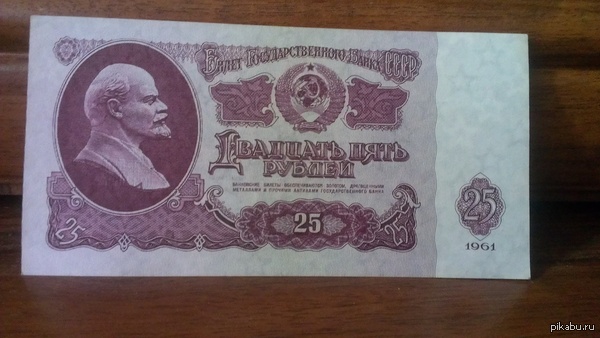 Билет Государственного Банка СССР
Двадцать пять
рублей
БАНКОВСКИЕ БИЛЕТЫ ОБЕСПЕЧИВАЮТСЯ ЗОЛОТОМ, ДРАГОЦЕННЫМИ
МЕТАЛЛАМИ И ПРОЧИМИ АКТИВАМИ ГОСУДАРСТВЕННОГО БАНКА
25
25
25
25
1961
pikabu.ru